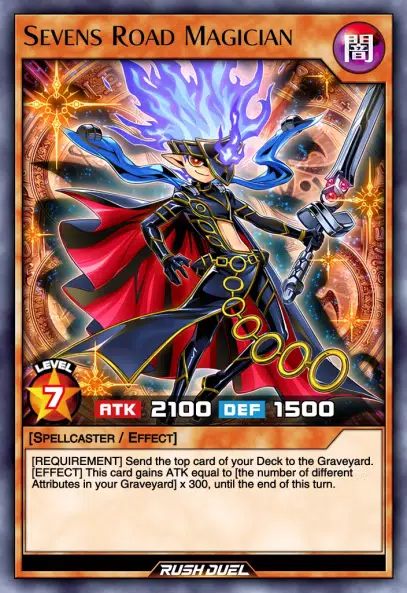 SEVENS ROAD MAGICIAN
闇
LEVEL
7
ATK 2100 DEF 1500
[SPELLCASTER / EFFECT]
[REQUIREMENT] Send the top card of your Deck to the Graveyard.
[EFFECT] This card gains ATK equal to [the number of different
Attributes in your Graveyard] x 300, until the end of this turn.
RUSH DUEL